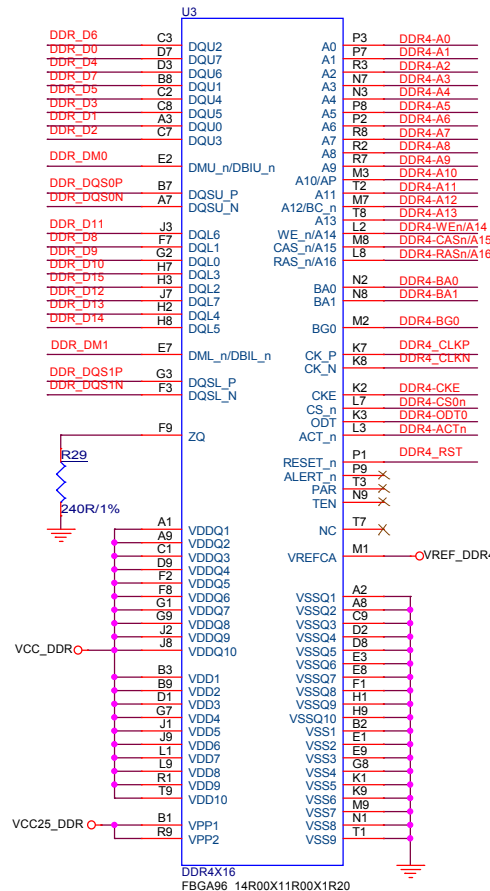 U3
DDR_D6 C3 DQU2 A0 P3 DDR4-A0
DDR_D0 D7 DQU7 A1 P7 DDR4-A1
DDR_D4 D3 DQU6 A2 R3 DDR4-A2
DDR_D7 B8 DQU1 A3 N7 DDR4-A3
DDR_D5 C2 DQU4 A4 N3 DDR4-A4
DDR_D3 C8 DQU5 A5 P8 DDR4-A5
DDR_D1 A3 DQU0 A6 P2 DDR4-A6
DDR_D2 C7 DQU3 A7 R8 DDR4-A7
A8 R2 DDR4-A8
DDR_DM0 E2 DMU_n/DBIU_n A9 R7 DDR4-A9
A10/AP M3 DDR4-A10
DDR_DQS0P B7 DQSU_P A11 T2 DDR4-A11
DDR_DQS0N A7 DQSU_N A12/BC_n M7 DDR4-A12
A13 T8 DDR4-A13
DDR_D11 J3 DQL6 WE_n/A14 L2 DDR4-WEn/A14
DDR_D8 F7 DQL1 CAS_n/A15 M8 DDR4-CASn/A15
DDR_D9 G2 DQL0 RAS_n/A16 L8 DDR4-RASn/A16
DDR_D10 H7 DQL3
DDR_D15 H3 DQL2 BA0 N2 DDR4-BA0
DDR_D12 J7 DQL7 BA1 N8 DDR4-BA1
DDR_D13 H2 DQL4
DDR_D14 H8 DQL5 BG0 M2 DDR4-BG0
DDR_DM1 E7 DML_n/DBIL_n CK_P K7 DDR4_CLKP
CK_N K8 DDR4_CLKN
DDR_DQS1P G3 DQSL_P
DDR_DQS1N F3 DQSL_N CKE K2 DDR4-CKE
CS_n L7 DDR4-CS0n
ODT K3 DDR4-ODT0
F9 ZQ ACT_n L3 DDR4-ACTn
R29 RESET_n P1 DDR4_RST
ALERT_n P9
PAR T3
240R/1% TEN N9
A1 VDDQ1 NC T7
A9 VDDQ2
C1 VDDQ3 VREFCA M1 VREF_DDR4
D9 VDDQ4
F2 VDDQ5
F8 VDDQ6 VSSQ1 A2
G1 VDDQ7 VSSQ2 A8
G9 VDDQ8 VSSQ3 C9
J2 VDDQ9 VSSQ4 D2
VCC_DDR J8 VDDQ10 VSSQ5 D8
VSSQ6 E3
B3 VDD1 VSSQ7 E8
B9 VDD2 VSSQ8 F1
D1 VDD3 VSSQ9 H1
G7 VDD4 VSSQ10 H9
J1 VDD5 VSS1 B2
J9 VDD6 VSS2 E1
L1 VDD7 VSS3 E9
L9 VDD8 VSS4 G8
R1 VDD9 VSS5 K1
T9 VDD10 VSS6 K9
VSS7 M9
VCC25_DDR B1 VPP1 VSS8 N1
R9 VPP2 VSS9 T1
DDR4X16
FBGA96_14R00X11R00X1R20